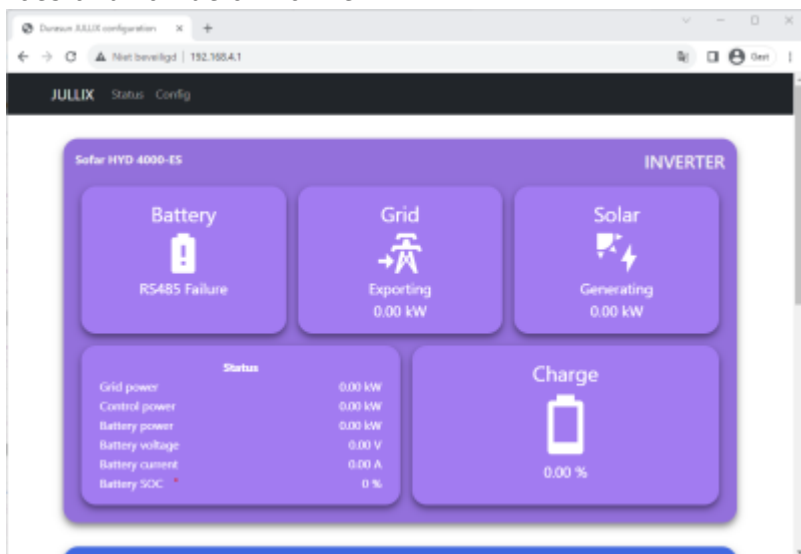 Duratsun JULLIX configuration
Niet beveiligd | 192.168.4.1
Gert
JULLIX Status Config
Sofar HYD 4000-ES
INVERTER
Battery
RS485 Failure
Grid
Exporting
0.00 kW
Solar
Generating
0.00 kW
Status
Grid power 0.00 kW
Control power 0.00 kW
Battery power 0.00 kW
Battery voltage 0.00 V
Battery current 0.00 A
Battery SOC * 0 %
Charge
0.00 %